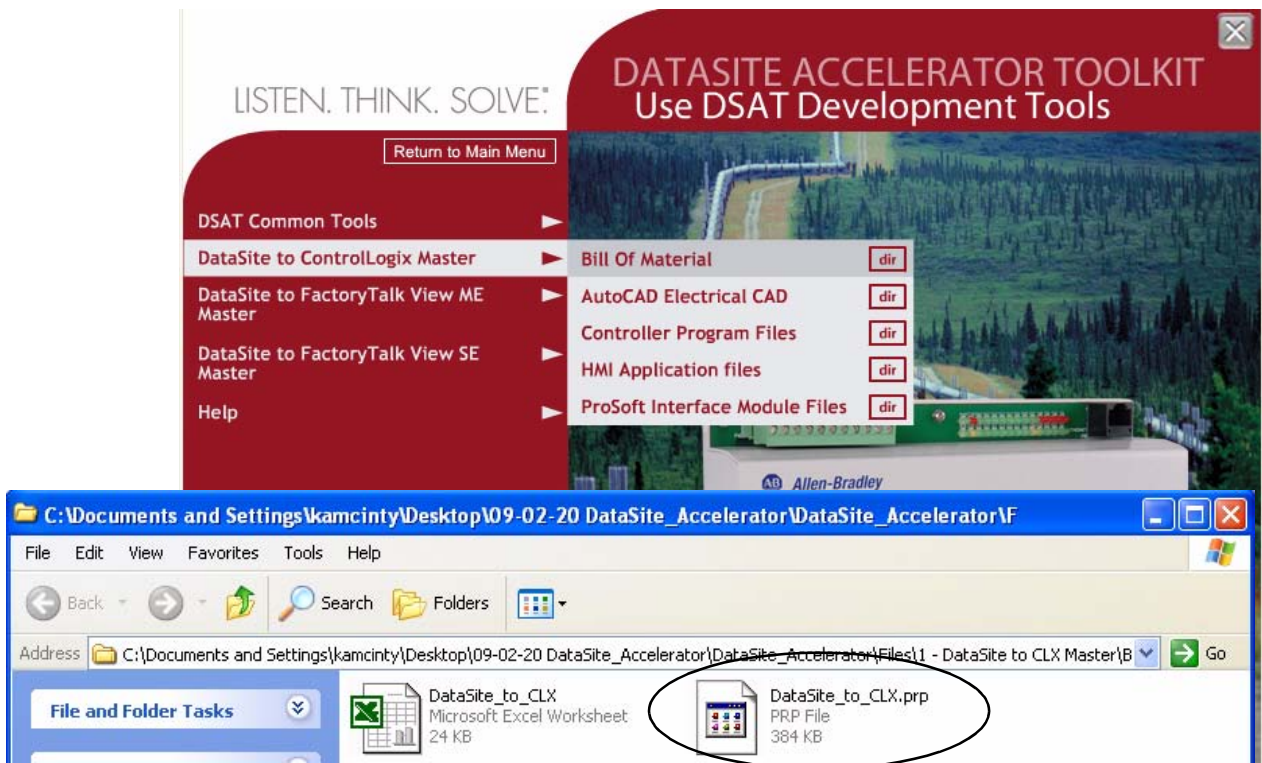 DATASITE ACCELERATOR TOOLKIT
LISTEN. THINK. SOLVE.
Use DSAT Development Tools
Return to Main Menu
DSAT Common Tools
DataSite to ControlLogix Master
DataSite to FactoryTalk View ME
Master
DataSite to FactoryTalk View SE
Master
Help
Bill Of Material dir
AutoCAD Electrical CAD dir
Controller Program Files dir
HMI Application files dir
ProSoft Interface Module Files dir
AB Allen-Bradley
C:\Documents and Settings\kamcinty\Desktop\09-02-20 DataSite_Accelerator\DataSite_Accelerator\F
File Edit View Favorites Tools Help
Back Search Folders
Address C:\Documents and Settings\kamcinty\Desktop\09-02-20 DataSite_Accelerator\DataSite_Accelerator\Files\1 - DataSite to CLX Master\B Go
File and Folder Tasks
DataSite_to_CLX
Microsoft Excel Worksheet
24 KB
DataSite_to_CLX.prp
PRP File
384 KB